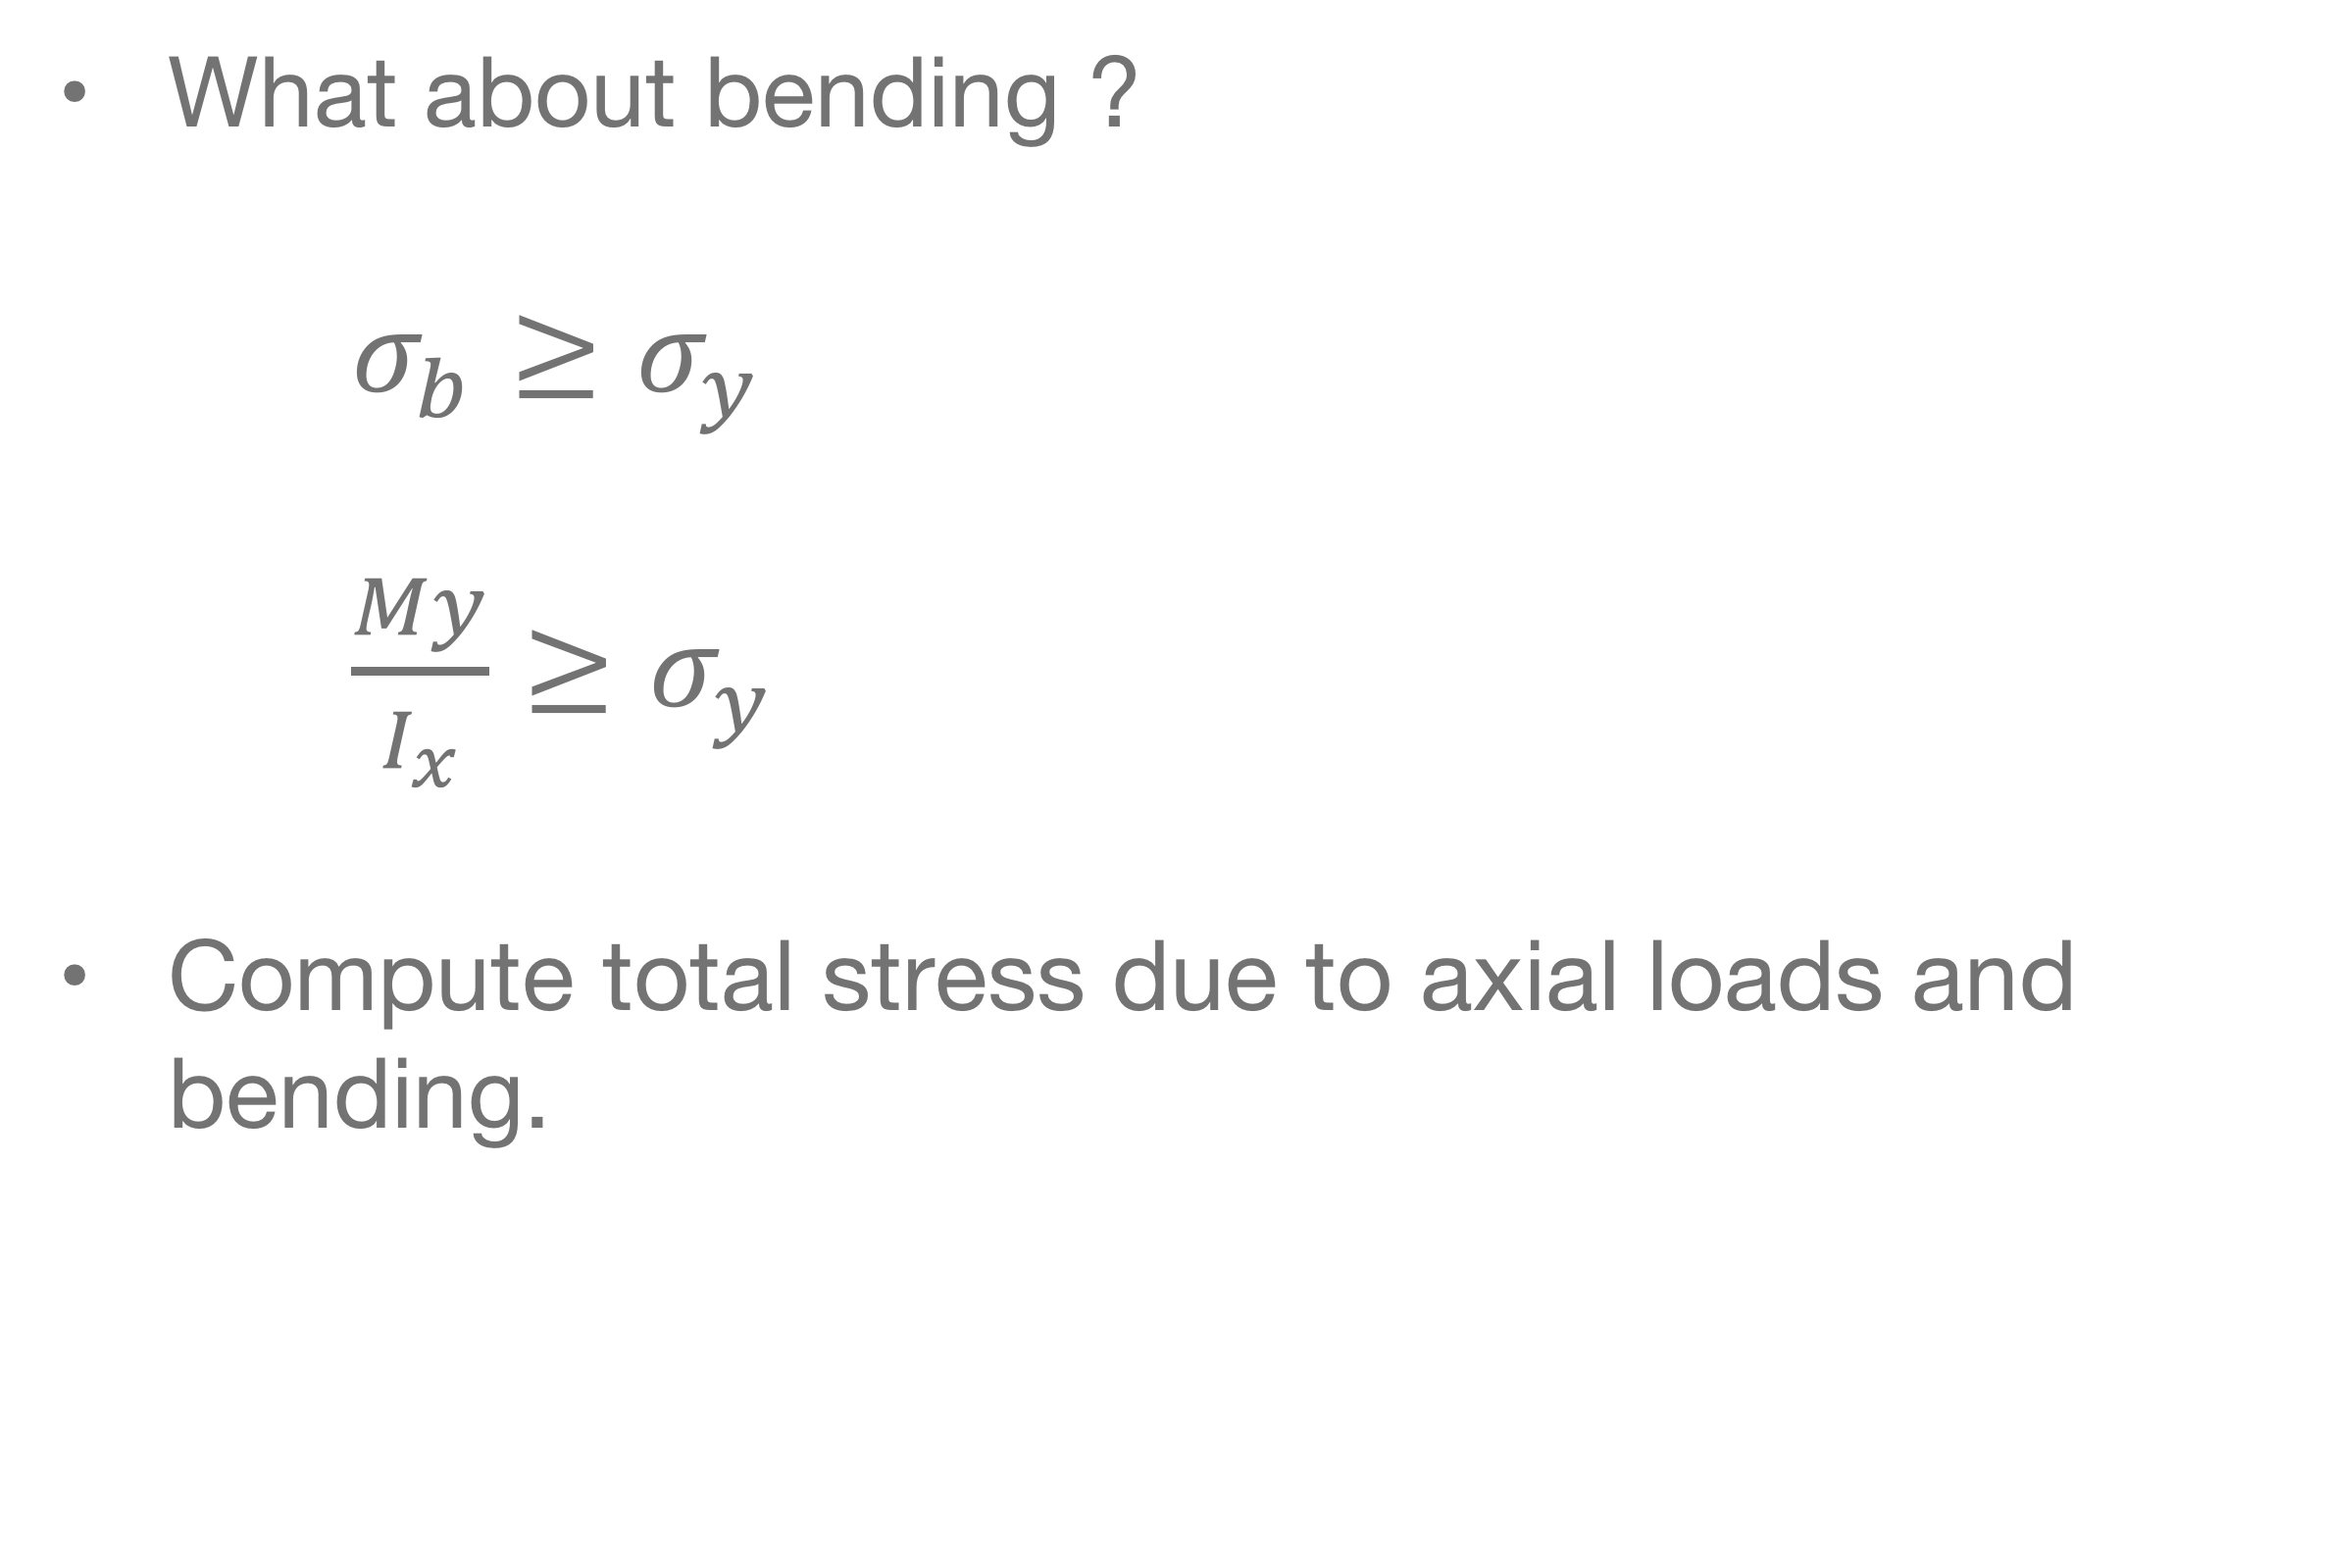 • What about bending ?
σ_b ≥ σ_y
My/I_x ≥ σ_y
• Compute total stress due to axial loads and
bending.